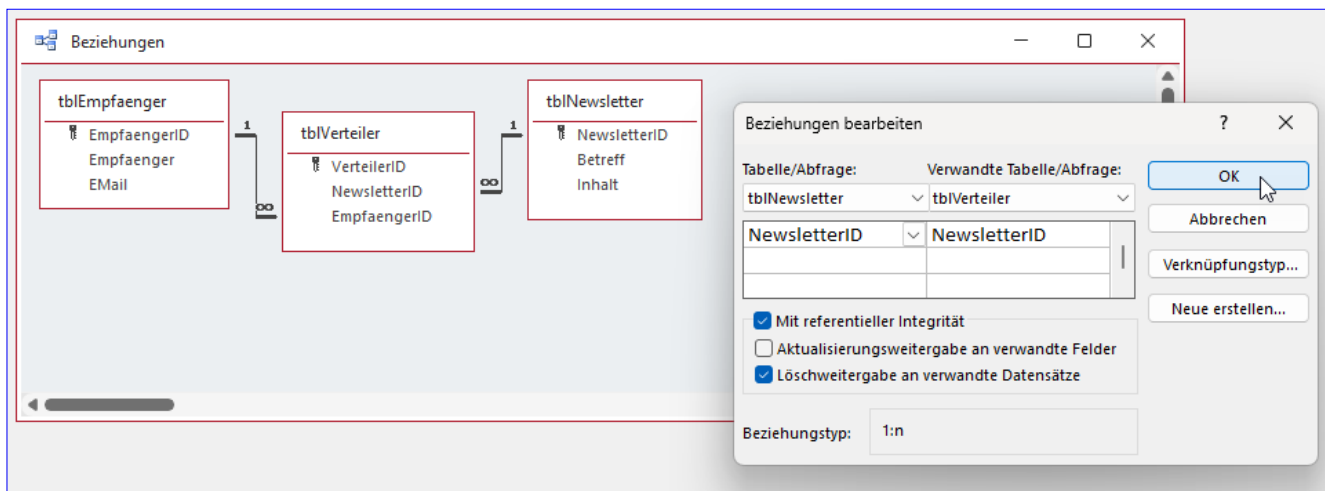 Beziehungen
tblEmpfaenger
EmpfaengerID
Empfaenger
EMail
1
∞
tblVerteiler
VerteilerID
NewsletterID
EmpfaengerID
1
∞
tblNewsletter
NewsletterID
Betreff
Inhalt
Beziehungen bearbeiten ?
Tabelle/Abfrage: Verwandte Tabelle/Abfrage:
tblNewsletter tblVerteiler
NewsletterID NewsletterID
Mit referentieller Integrität
Aktualisierungsweitergabe an verwandte Felder
Löschweitergabe an verwandte Datensätze
Beziehungstyp: 1:n
OK
Abbrechen
Verknüpfungstyp...
Neue erstellen...